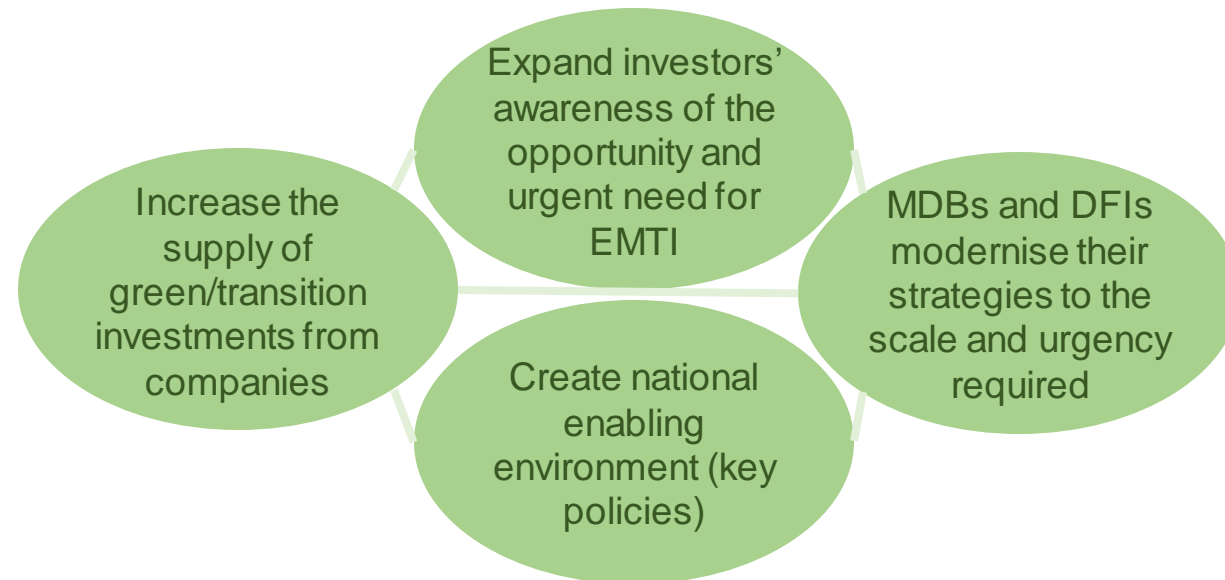 Expand investors’
awareness of the
opportunity and
urgent need for
EMTI
Increase the
supply of
green/transition
investments from
companies
MDBs and DFIs
modernise their
strategies to the
scale and urgency
required
Create national
enabling
environment (key
policies)